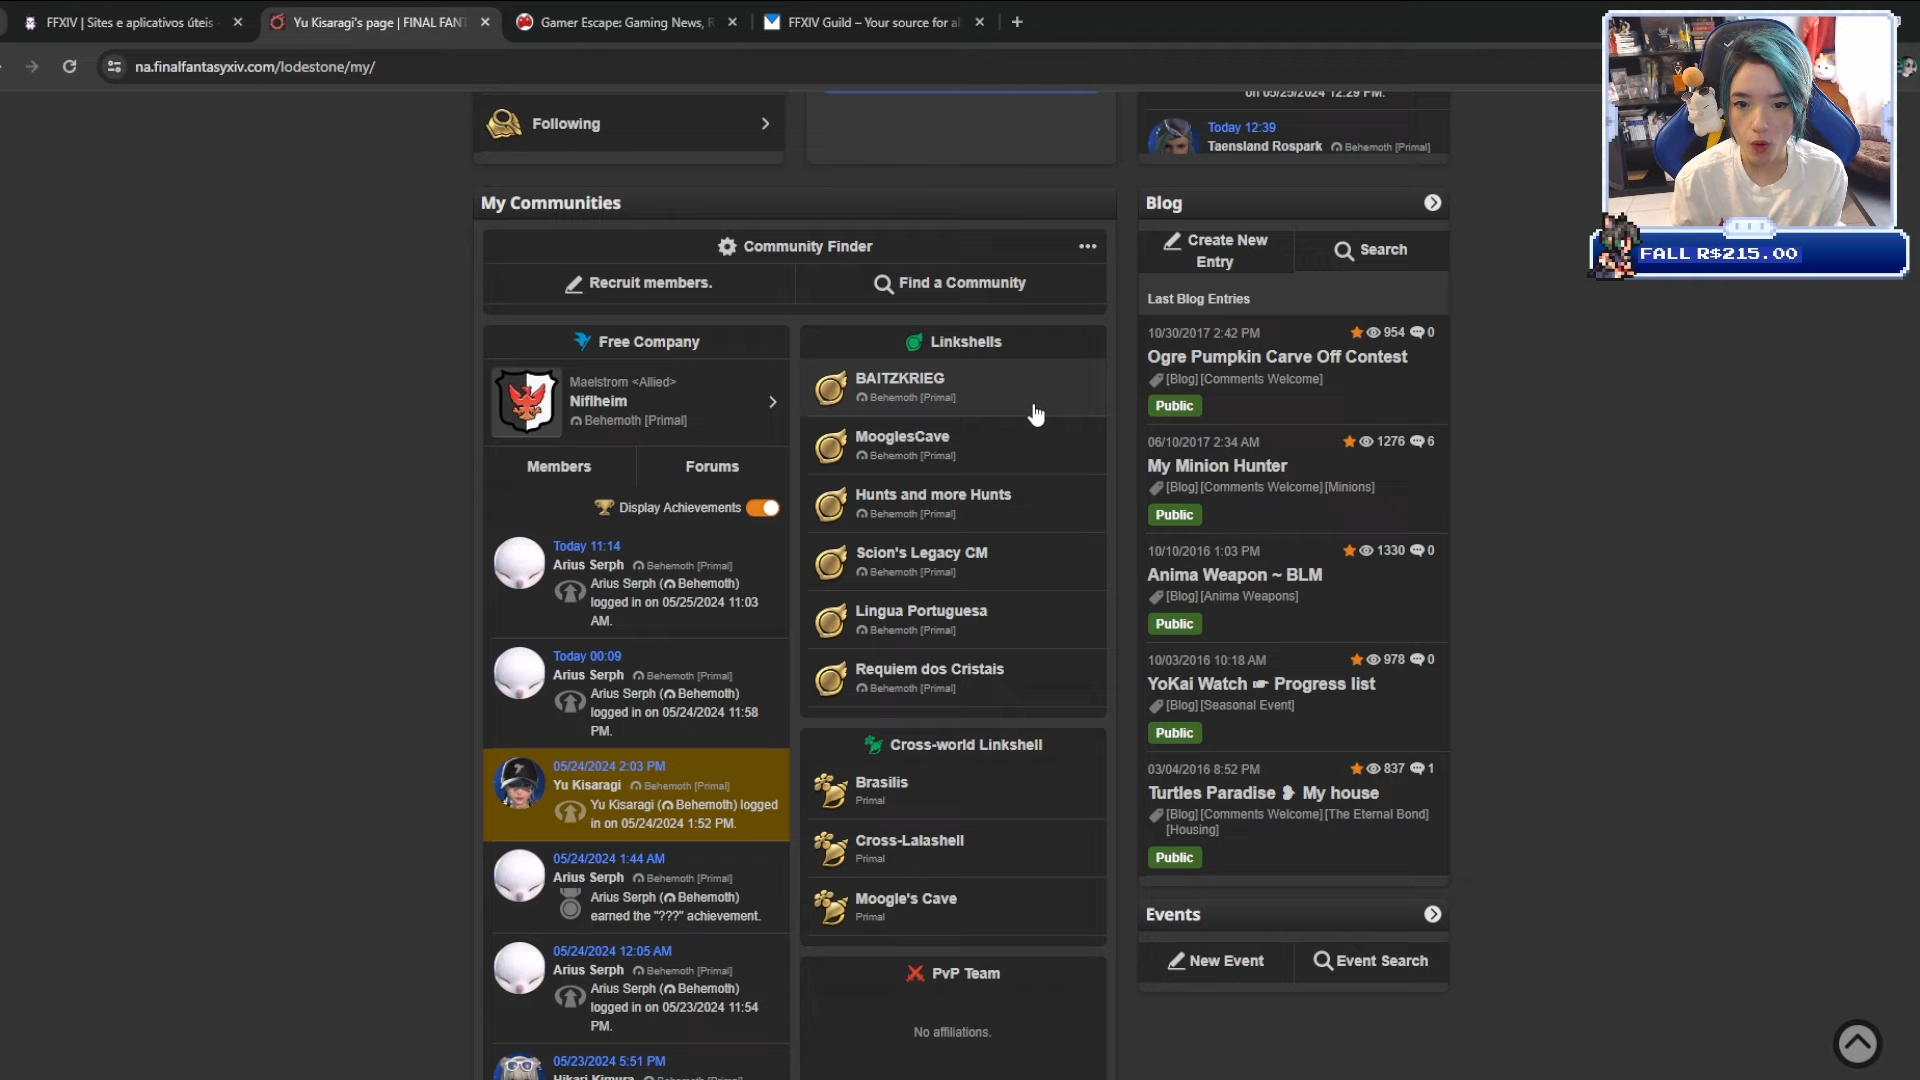 FFXIV | Sites e aplicativos úteis
Yu Kisaragi's page | FINAL FANT
Gamer Escape: Gaming News, R
FFXIV Guild – Your source for al
na.finalfantasyxiv.com/lodestone/my/
Following
on 05/25/2024 12:29 PM.
Today 12:39
Taensland Rospark Behemoth [Primal]
FALL R$215.00
My Communities
Community Finder
Recruit members.
Find a Community
Free Company
Maelstrom <Allied>
Niflheim
Behemoth [Primal]
Members
Forums
Display Achievements
Today 11:14
Arius Serph Behemoth [Primal]
Arius Serph (Behemoth)
logged in on 05/25/2024 11:03
AM.
Today 00:09
Arius Serph Behemoth [Primal]
Arius Serph (Behemoth)
logged in on 05/24/2024 11:58
PM.
05/24/2024 2:03 PM
Yu Kisaragi Behemoth [Primal]
Yu Kisaragi (Behemoth) logged
in on 05/24/2024 1:52 PM.
05/24/2024 1:44 AM
Arius Serph Behemoth [Primal]
Arius Serph (Behemoth)
earned the "???" achievement.
05/24/2024 12:05 AM
Arius Serph Behemoth [Primal]
Arius Serph (Behemoth)
logged in on 05/23/2024 11:54
PM.
05/23/2024 5:51 PM
Hikari Kimura Behemoth [Primal]
Linkshells
BAITZKRIEG
Behemoth [Primal]
MooglesCave
Behemoth [Primal]
Hunts and more Hunts
Behemoth [Primal]
Scion's Legacy CM
Behemoth [Primal]
Lingua Portuguesa
Behemoth [Primal]
Requiem dos Cristais
Behemoth [Primal]
Cross-world Linkshell
Brasilis
Primal
Cross-Lalashell
Primal
Moogle's Cave
Primal
PvP Team
No affiliations.
Blog
Create New
Entry
Search
Last Blog Entries
10/30/2017 2:42 PM 954 0
Ogre Pumpkin Carve Off Contest
[Blog] [Comments Welcome]
Public
06/10/2017 2:34 AM 1276 6
My Minion Hunter
[Blog] [Comments Welcome] [Minions]
Public
10/10/2016 1:03 PM 1330 0
Anima Weapon ~ BLM
[Blog] [Anima Weapons]
Public
10/03/2016 10:18 AM 978 0
YoKai Watch ☛ Progress list
[Blog] [Seasonal Event]
Public
03/04/2016 8:52 PM 837 1
Turtles Paradise ❥ My house
[Blog] [Comments Welcome] [The Eternal Bond]
[Housing]
Public
Events
New Event
Event Search